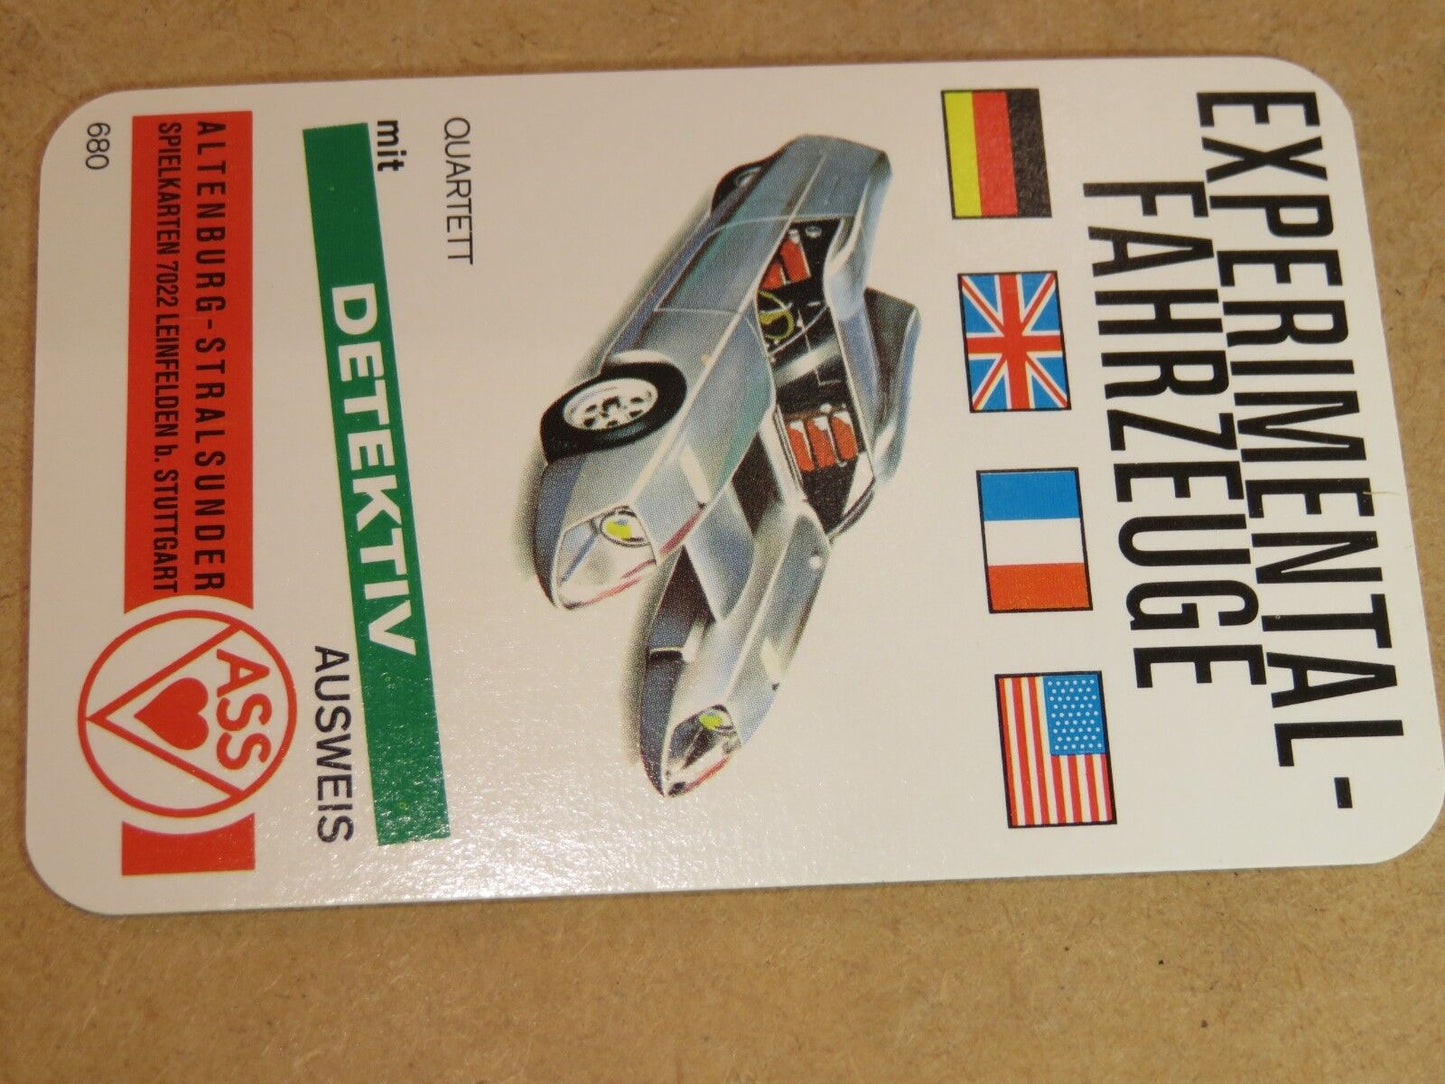 EXPERIMENTAL-
FAHRZEUGE
QUARTETT
mit
DETEKTIV
AUSWEIS
ALTENBURG-STRALSUNDER
SPIELKARTEN 7022 LEINFELDEN b. STUTTGART
ASS
680